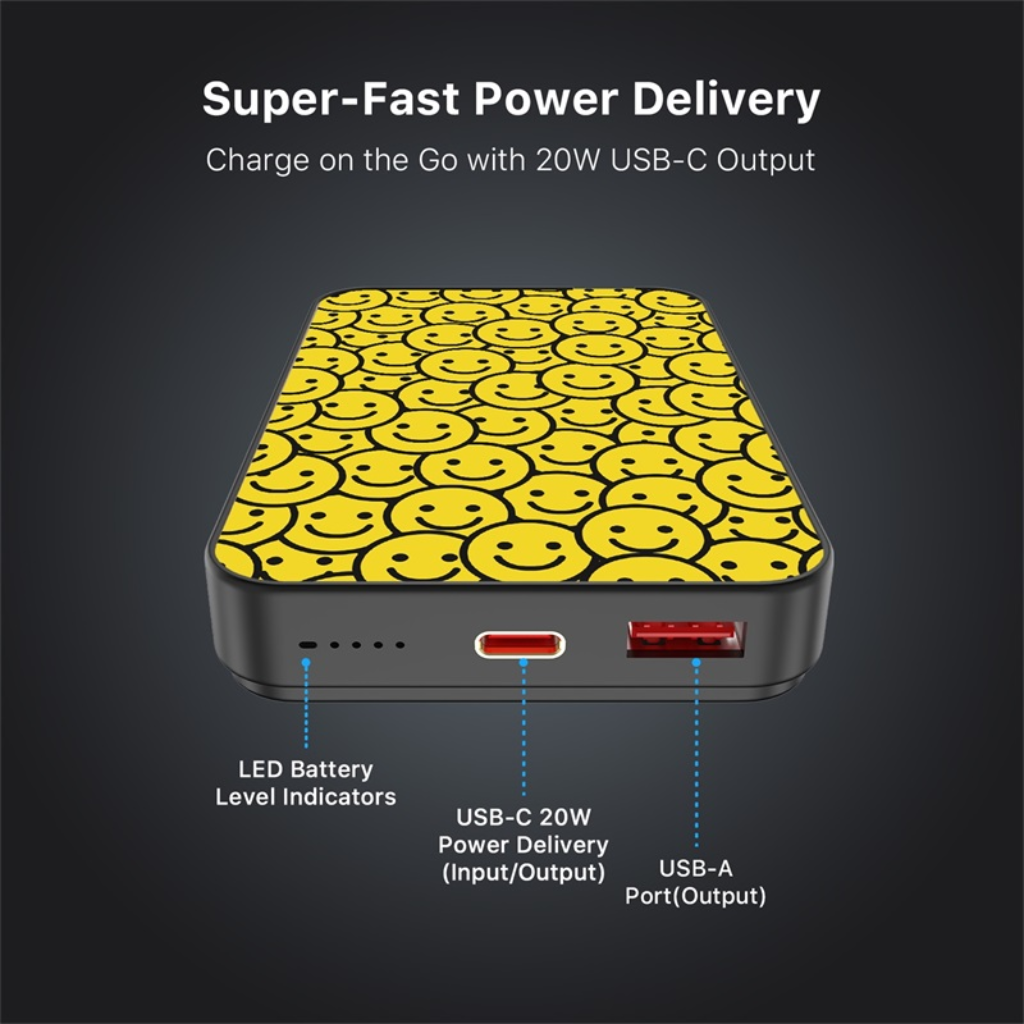 Super-Fast Power Delivery
Charge on the Go with 20W USB-C Output
LED Battery
Level Indicators
USB-C 20W
Power Delivery
(Input/Output)
USB-A
Port(Output)